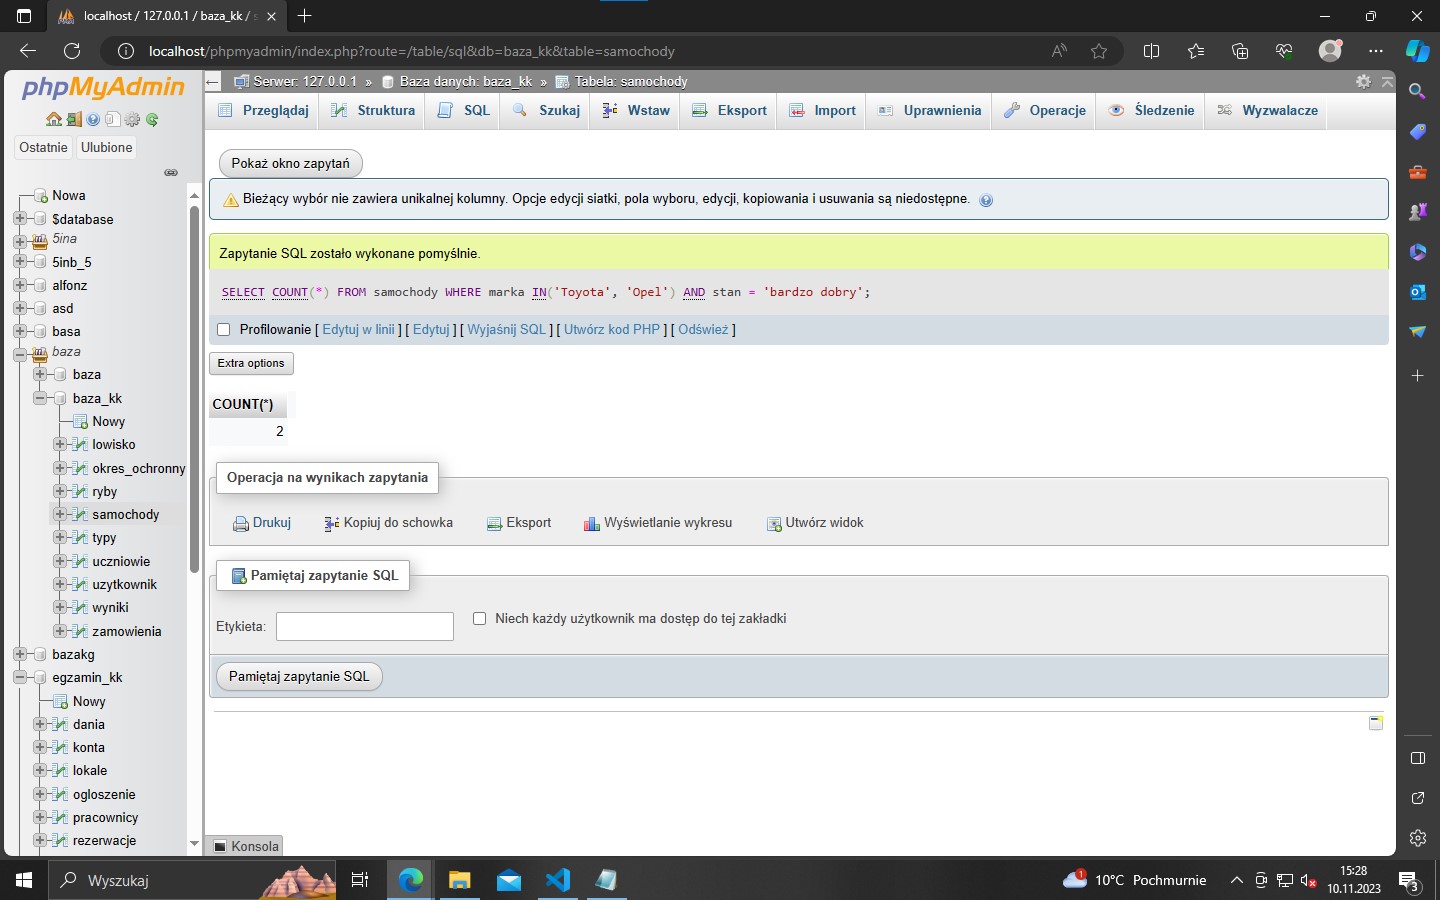 localhost / 127.0.0.1 / baza_kk / s
localhost/phpmyadmin/index.php?route=/table/sql&db=baza_kk&table=samochody
phpMyAdmin
Ostatnie
Ulubione
Nowa
$database
5ina
5inb_5
alfonz
asd
basa
baza
baza
baza_kk
Nowy
lowisko
okres_ochronny
ryby
samochody
typy
uczniowie
uzytkownik
wyniki
zamowienia
bazakg
egzamin_kk
Nowy
dania
konta
lokale
ogloszenie
pracownicy
rezerwacje
Serwer: 127.0.0.1 » Baza danych: baza_kk » Tabela: samochody
Przeglądaj Struktura SQL Szukaj Wstaw Eksport Import Uprawnienia Operacje Śledzenie Wyzwalacze
Pokaż okno zapytań
Bieżący wybór nie zawiera unikalnej kolumny. Opcje edycji siatki, pola wyboru, edycji, kopiowania i usuwania są niedostępne.
Zapytanie SQL zostało wykonane pomyślnie.
SELECT COUNT(*) FROM samochody WHERE marka IN('Toyota', 'Opel') AND stan = 'bardzo dobry';
Profilowanie [ Edytuj w linii ] [ Edytuj ] [ Wyjaśnij SQL ] [ Utwórz kod PHP ] [ Odśwież ]
Extra options
COUNT(*)
2
Operacja na wynikach zapytania
Drukuj Kopiuj do schowka Eksport Wyświetlanie wykresu Utwórz widok
Pamiętaj zapytanie SQL
Etykieta:
Niech każdy użytkownik ma dostęp do tej zakładki
Pamiętaj zapytanie SQL
Konsola
Wyszukaj
1
10°C Pochmurnie
15:28
10.11.2023
3